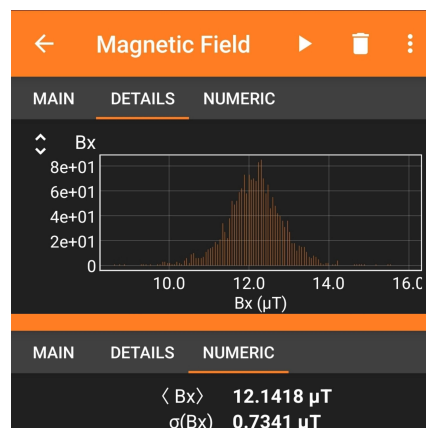 Magnetic Field
MAIN DETAILS NUMERIC
Bx
8e+01
6e+01
4e+01
2e+01
0
10.0 12.0 14.0 16.0
Bx (μT)
MAIN DETAILS NUMERIC
〈 Bx〉 12.1418 μT
σ(Bx) 0.7341 μT